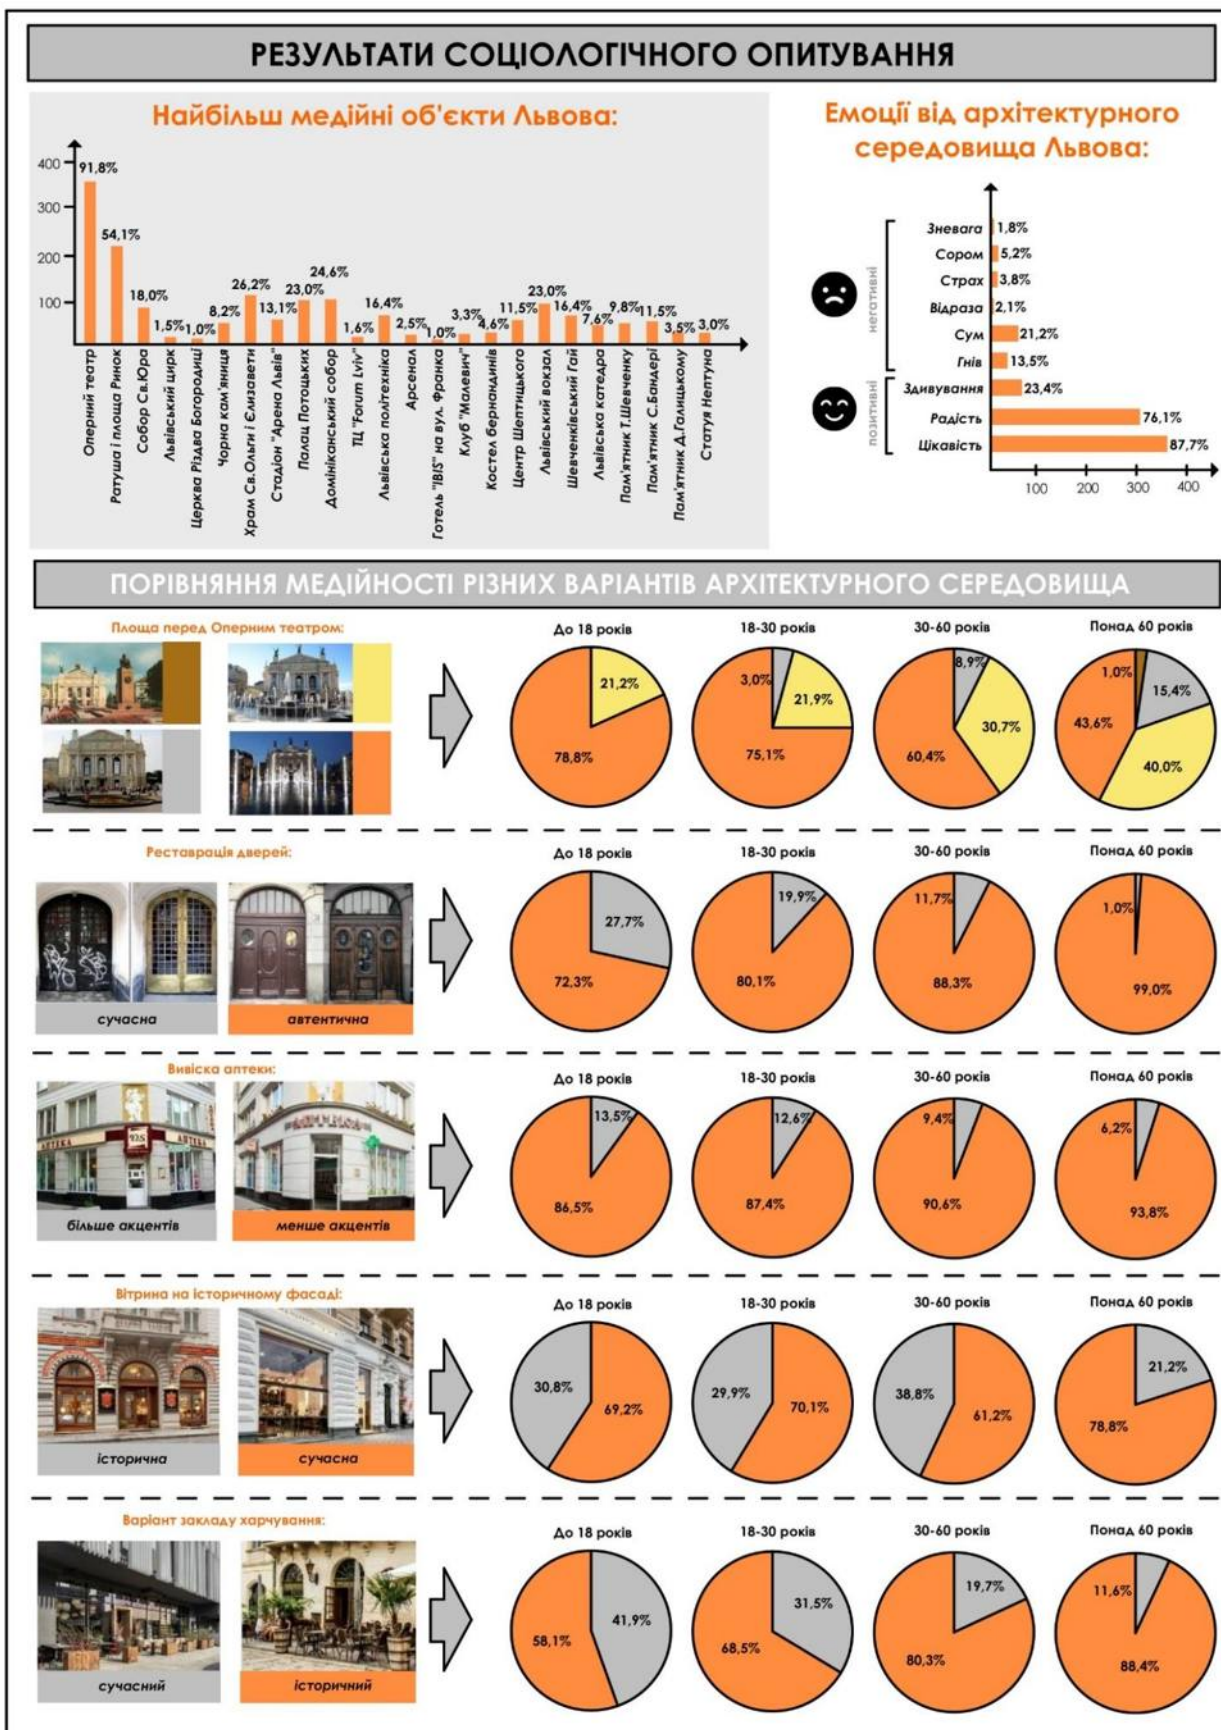 РЕЗУЛЬТАТИ СОЦІОЛОГІЧНОГО ОПИТУВАННЯ
Найбільш медійні об'єкти Львова:
400
300
200
100
91,8%
54,1%
18,0%
1,5%
1,0%
8,2%
26,2%
13,1%
23,0%
24,6%
1,6%
16,4%
2,5%
1,0%
3,3%
4,6%
11,5%
23,0%
16,4%
7,6%
9,8%
11,5%
3,5%
3,0%
Оперний театр
Ратуша і площа Ринок
Собор Св.Юра
Львівський цирк
Церква Різдва Богородиці
Чорна кам'яниця
Храм Св.Ольги і Єлизавети
Стадіон "Арена Львів"
Палац Потоцьких
Домініканський собор
ТЦ "Forum Lviv"
Львівська політехніка
Арсенал
Готель "IBIS" на вул. Франка
Клуб "Малевич"
Костел бернандинів
Центр Шептицького
Львівський вокзал
Шевченківський Гай
Львівська катедра
Пам'ятник Т.Шевченку
Пам'ятник С.Бандері
Пам'ятник Д.Галицькому
Статуя Нептуна
Емоції від архітектурного
середовища Львова:
негативні
позитивні
Зневага 1,8%
Сором 5,2%
Страх 3,8%
Відраза 2,1%
Сум 21,2%
Гнів 13,5%
Здивування 23,4%
Радість 76,1%
Цікавість 87,7%
100 200 300 400
ПОРІВНЯННЯ МЕДІЙНОСТІ РІЗНИХ ВАРІАНТІВ АРХІТЕКТУРНОГО СЕРЕДОВИЩА
Площа перед Оперним театром:
До 18 років
21,2%
78,8%
18-30 років
3,0%
21,9%
75,1%
30-60 років
8,9%
30,7%
60,4%
Понад 60 років
1,0%
15,4%
43,6%
40,0%
Реставрація дверей:
сучасна
автентична
До 18 років
27,7%
72,3%
18-30 років
19,9%
80,1%
30-60 років
11,7%
88,3%
Понад 60 років
1,0%
99,0%
Вивіска аптеки:
АПТЕКА
АПТЕКА
АПТЕКА
більше акцентів
менше акцентів
До 18 років
13,5%
86,5%
18-30 років
12,6%
87,4%
30-60 років
9,4%
90,6%
Понад 60 років
6,2%
93,8%
Вітрина на історичному фасаді:
історична
сучасна
До 18 років
30,8%
69,2%
18-30 років
29,9%
70,1%
30-60 років
38,8%
61,2%
Понад 60 років
21,2%
78,8%
Варіант закладу харчування:
сучасний
історичний
До 18 років
41,9%
58,1%
18-30 років
31,5%
68,5%
30-60 років
19,7%
80,3%
Понад 60 років
11,6%
88,4%